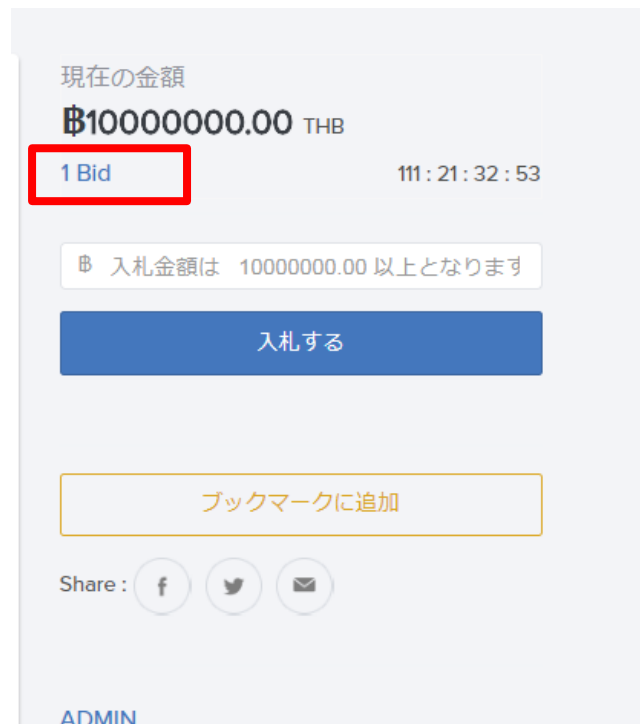 現在の金額
฿10000000.00 THB
1 Bid
111 : 21 : 32 : 53
฿ 入札金額は 10000000.00 以上となります
入札する
ブックマークに追加
Share :
ADMIN